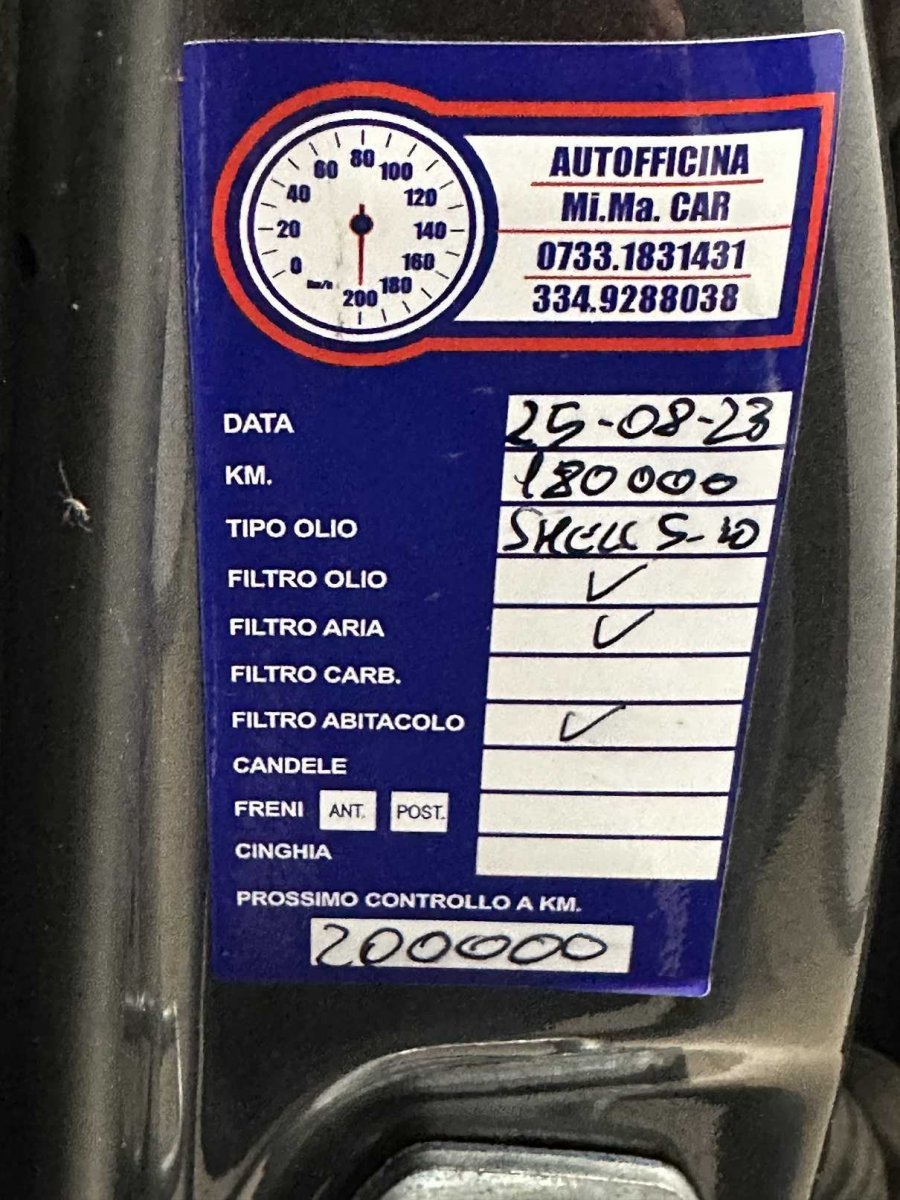 60 80 100
40 120
20 140
0 160
Km/h 200 180
AUTOFFICINA
Mi.Ma. CAR
0733.1831431
334.9288038
DATA 25-08-23
KM. 180000
TIPO OLIO SHELL 5-40
FILTRO OLIO ✓
FILTRO ARIA ✓
FILTRO CARB.
FILTRO ABITACOLO ✓
CANDELE
FRENI ANT. POST.
CINGHIA
PROSSIMO CONTROLLO A KM.
200000